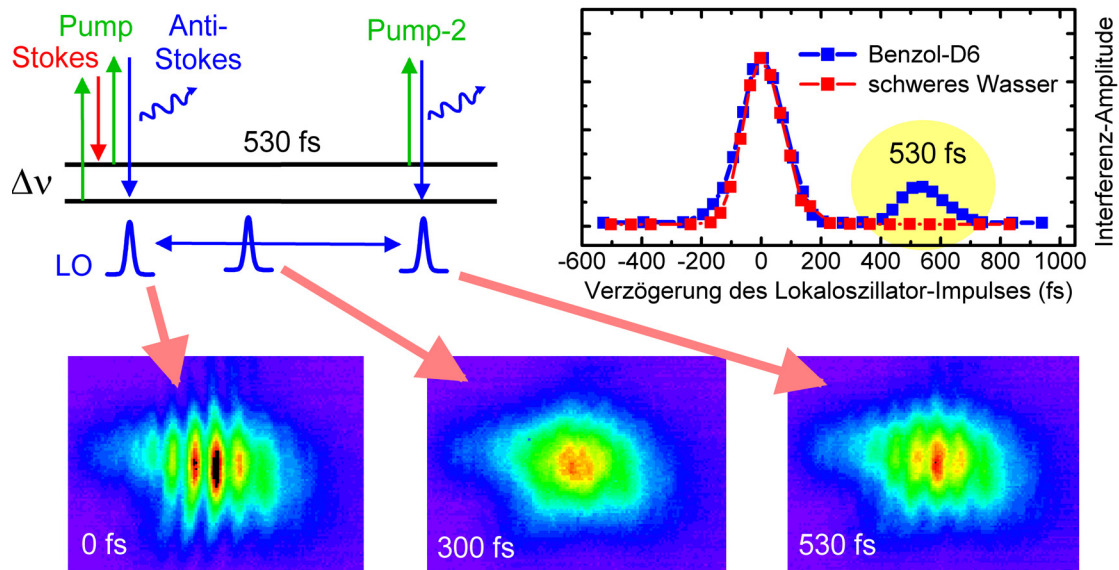 Pump
Stokes
Anti-
Stokes
Pump-2
530 fs
Δν
LO
Benzol-D6
schweres Wasser
530 fs
Interferenz-Amplitude
-600 -400 -200 0 200 400 600 800 1000
Verzögerung des Lokaloszillator-Impulses (fs)
0 fs
300 fs
530 fs